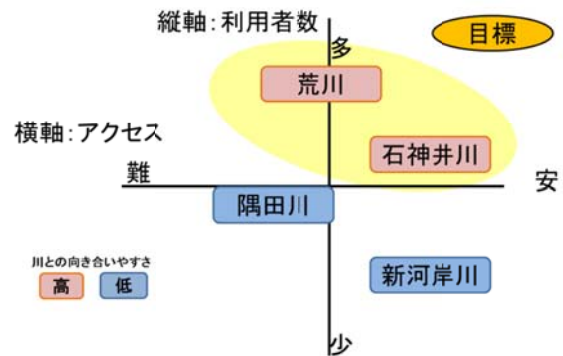 縦軸：利用者数
目標
多
荒川
横軸：アクセス
石神井川
難
安
隅田川
川との向き合いやすさ
高
低
新河岸川
少